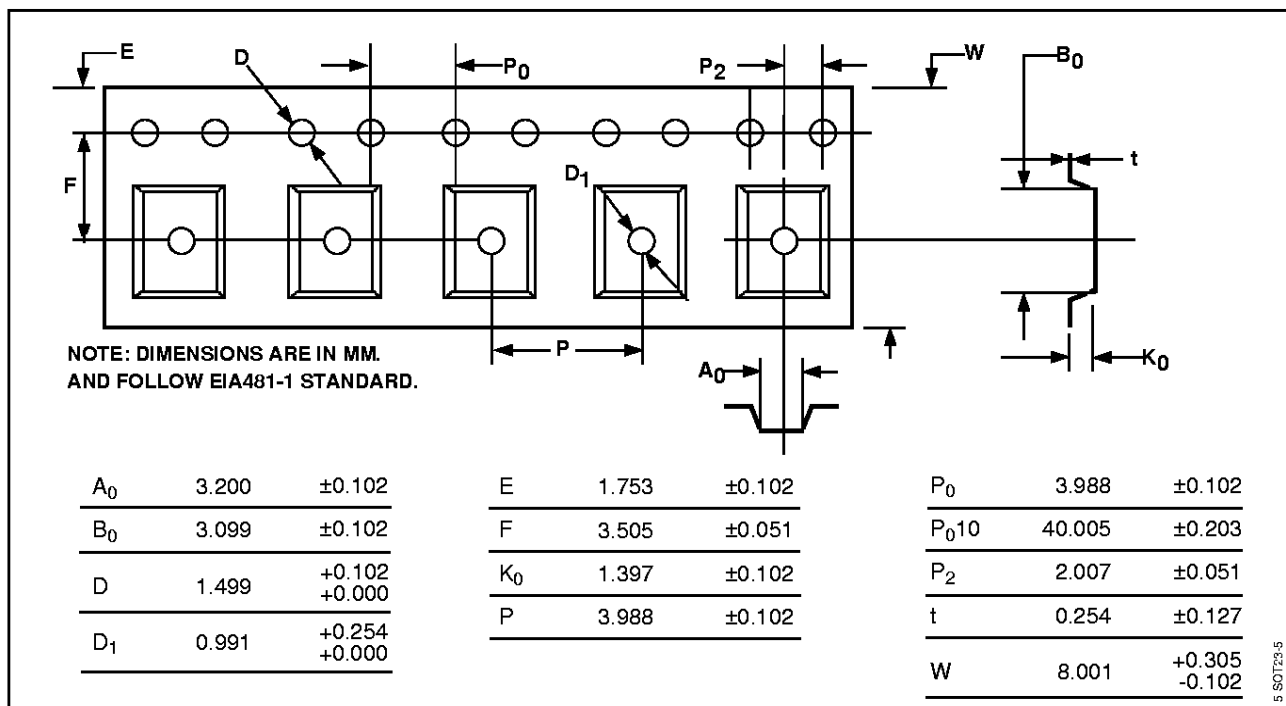 E
D
P0
P2
W
B0
F
D1
t
P
A0
K0
NOTE: DIMENSIONS ARE IN MM.
AND FOLLOW EIA481-1 STANDARD.
A0 3.200 ±0.102
B0 3.099 ±0.102
D 1.499 +0.102 +0.000
D1 0.991 +0.254 +0.000
E 1.753 ±0.102
F 3.505 ±0.051
K0 1.397 ±0.102
P 3.988 ±0.102
P0 3.988 ±0.102
P010 40.005 ±0.203
P2 2.007 ±0.051
t 0.254 ±0.127
W 8.001 +0.305 -0.102
5 SOT23-5